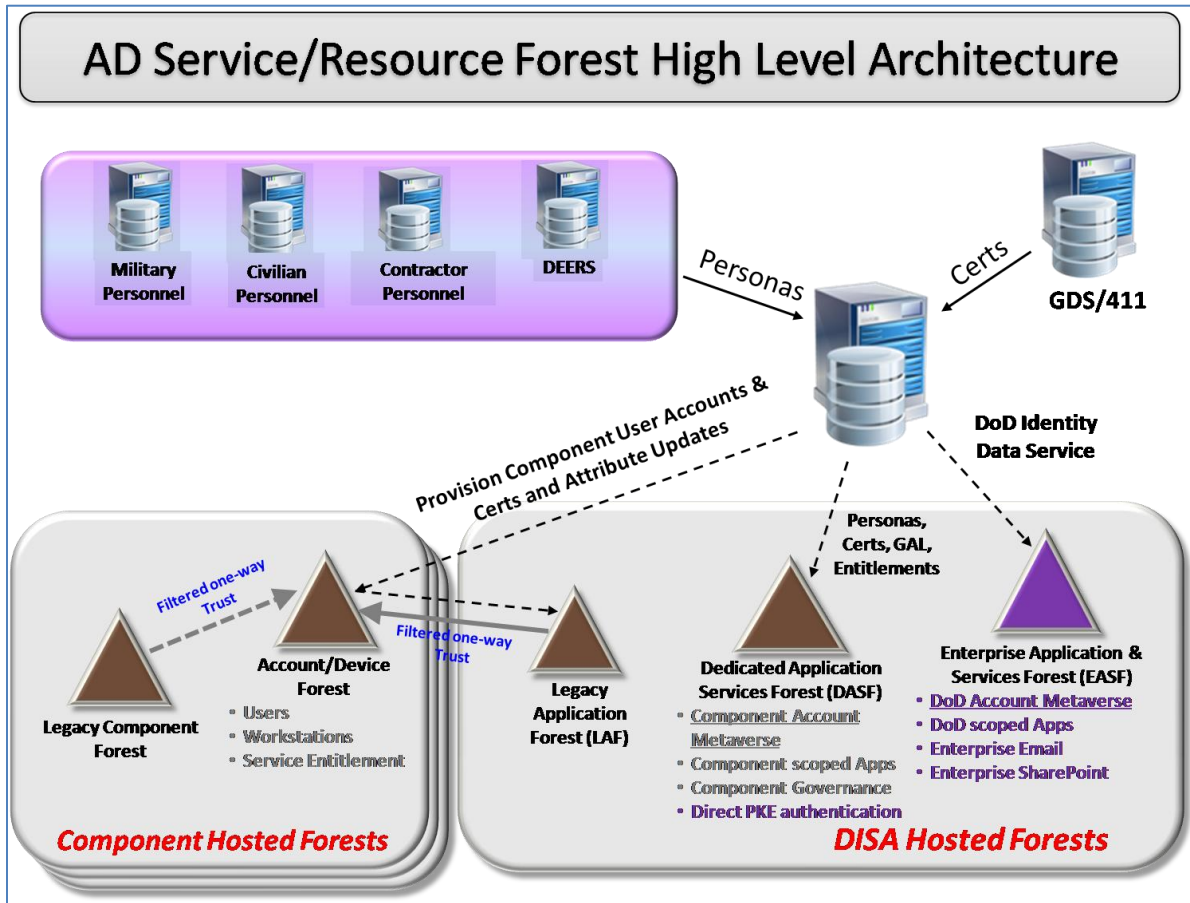 AD Service/Resource Forest High Level Architecture
Military
Personnel
Civilian
Personnel
Contractor
Personnel
DEERS
Personas
Certs
GDS/411
DoD Identity
Data Service
Provision Component User Accounts &
Certs and Attribute Updates
Personas,
Certs, GAL,
Entitlements
Filtered one-way
Trust
Filtered one-way
Trust
Legacy Component
Forest
Account/Device
Forest
• Users
• Workstations
• Service Entitlement
Component Hosted Forests
Legacy
Application
Forest (LAF)
Dedicated Application
Services Forest (DASF)
• Component Account
Metaverse
• Component scoped Apps
• Component Governance
• Direct PKE authentication
Enterprise Application &
Services Forest (EASF)
• DoD Account Metaverse
• DoD scoped Apps
• Enterprise Email
• Enterprise SharePoint
DISA Hosted Forests